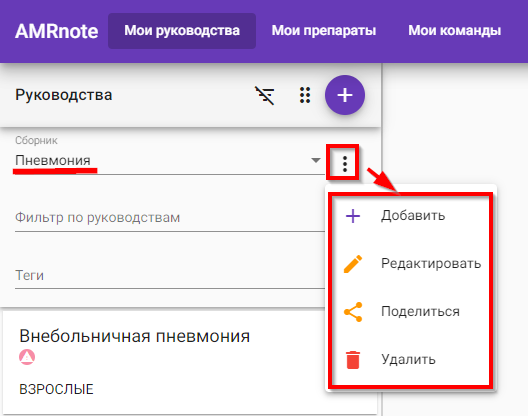 AMRnote
Мои руководства
Мои препараты
Мои команды
Руководства
Сборник
Пневмония
Фильтр по руководствам
Теги
Добавить
Редактировать
Поделиться
Удалить
Внебольничная пневмония
ВЗРОСЛЫЕ